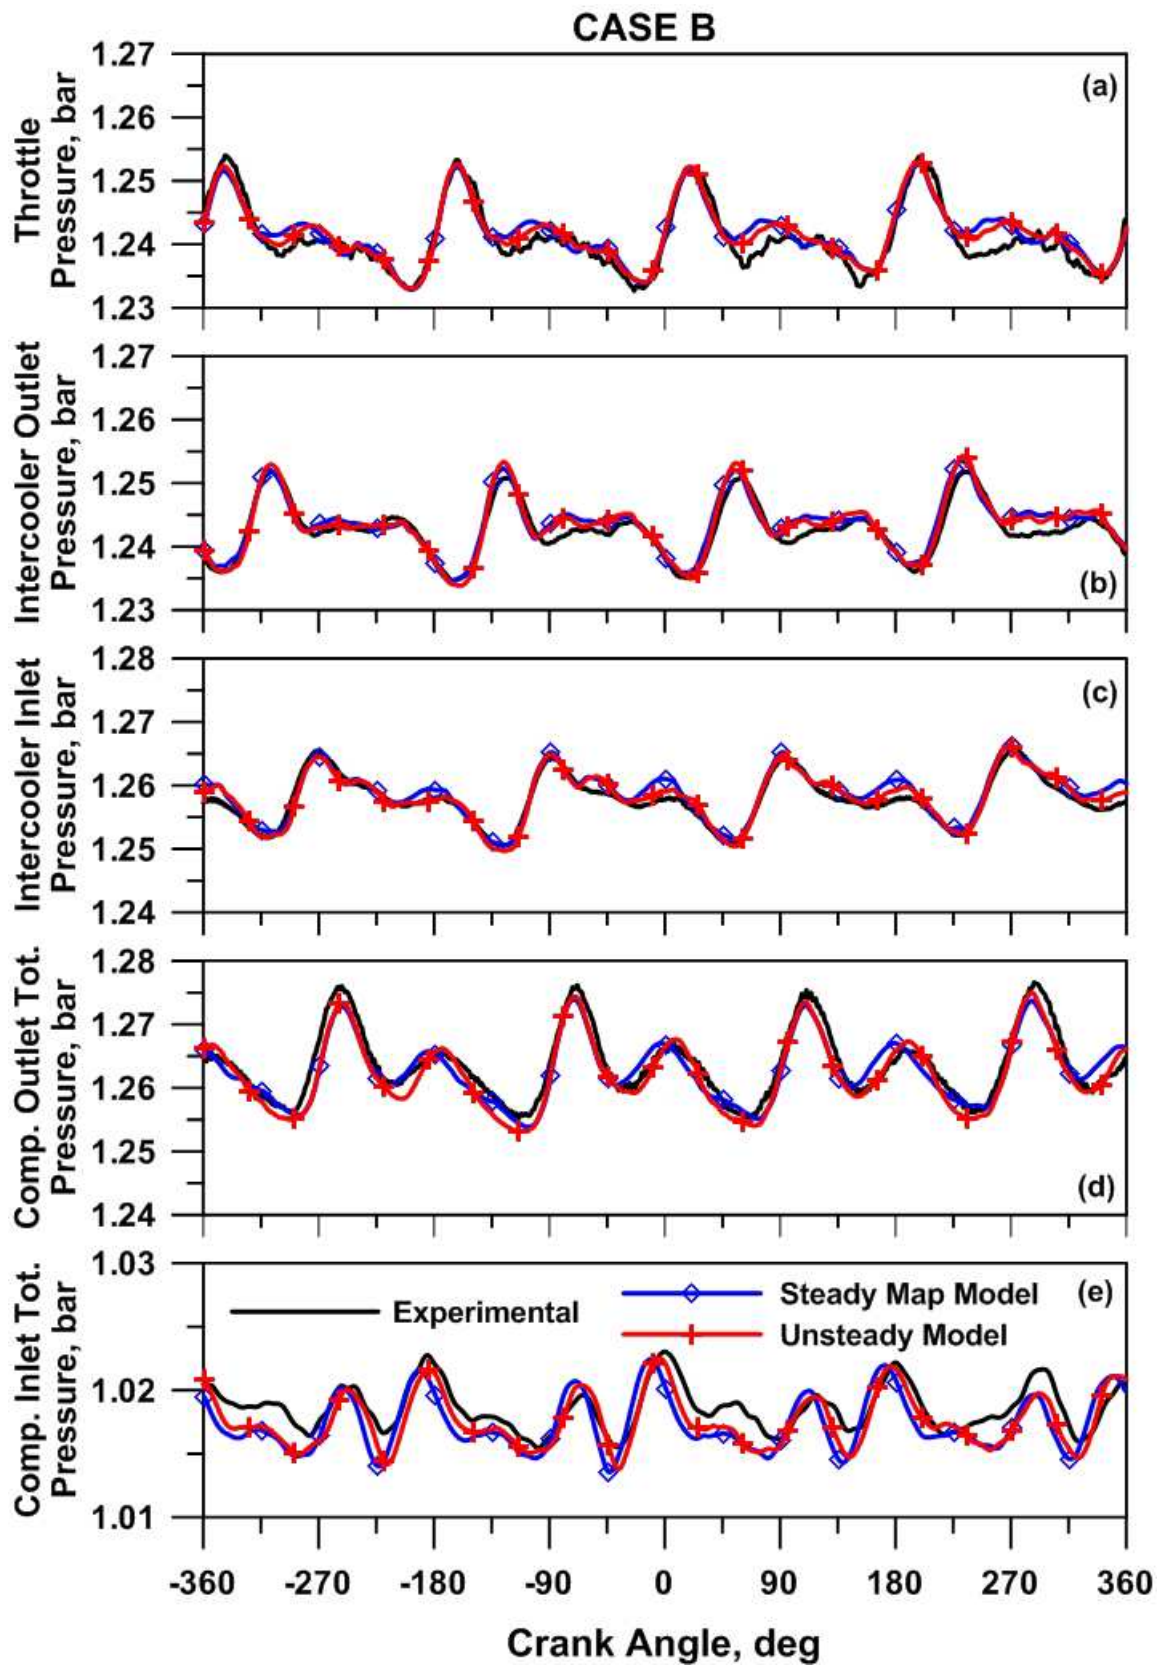 CASE B
Throttle
Pressure, bar
1.27
1.26
1.25
1.24
1.23
(a)
Intercooler Outlet
Pressure, bar
1.27
1.26
1.25
1.24
1.23
(b)
Intercooler Inlet
Pressure, bar
1.28
1.27
1.26
1.25
1.24
(c)
Comp. Outlet Tot.
Pressure, bar
1.28
1.27
1.26
1.25
1.24
(d)
Comp. Inlet Tot.
Pressure, bar
1.03
1.02
1.01
Experimental
Steady Map Model
Unsteady Model
(e)
-360 -270 -180 -90 0 90 180 270 360
Crank Angle, deg